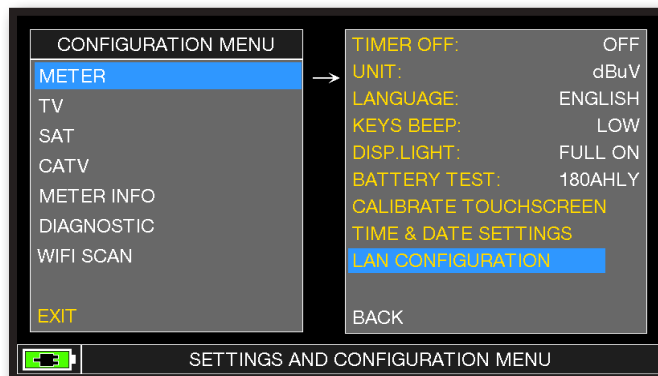 CONFIGURATION MENU
METER
TV
SAT
CATV
METER INFO
DIAGNOSTIC
WIFI SCAN
EXIT
TIMER OFF: OFF
UNIT: dBuV
LANGUAGE: ENGLISH
KEYS BEEP: LOW
DISP.LIGHT: FULL ON
BATTERY TEST: 180AHLY
CALIBRATE TOUCHSCREEN
TIME & DATE SETTINGS
LAN CONFIGURATION
BACK
SETTINGS AND CONFIGURATION MENU